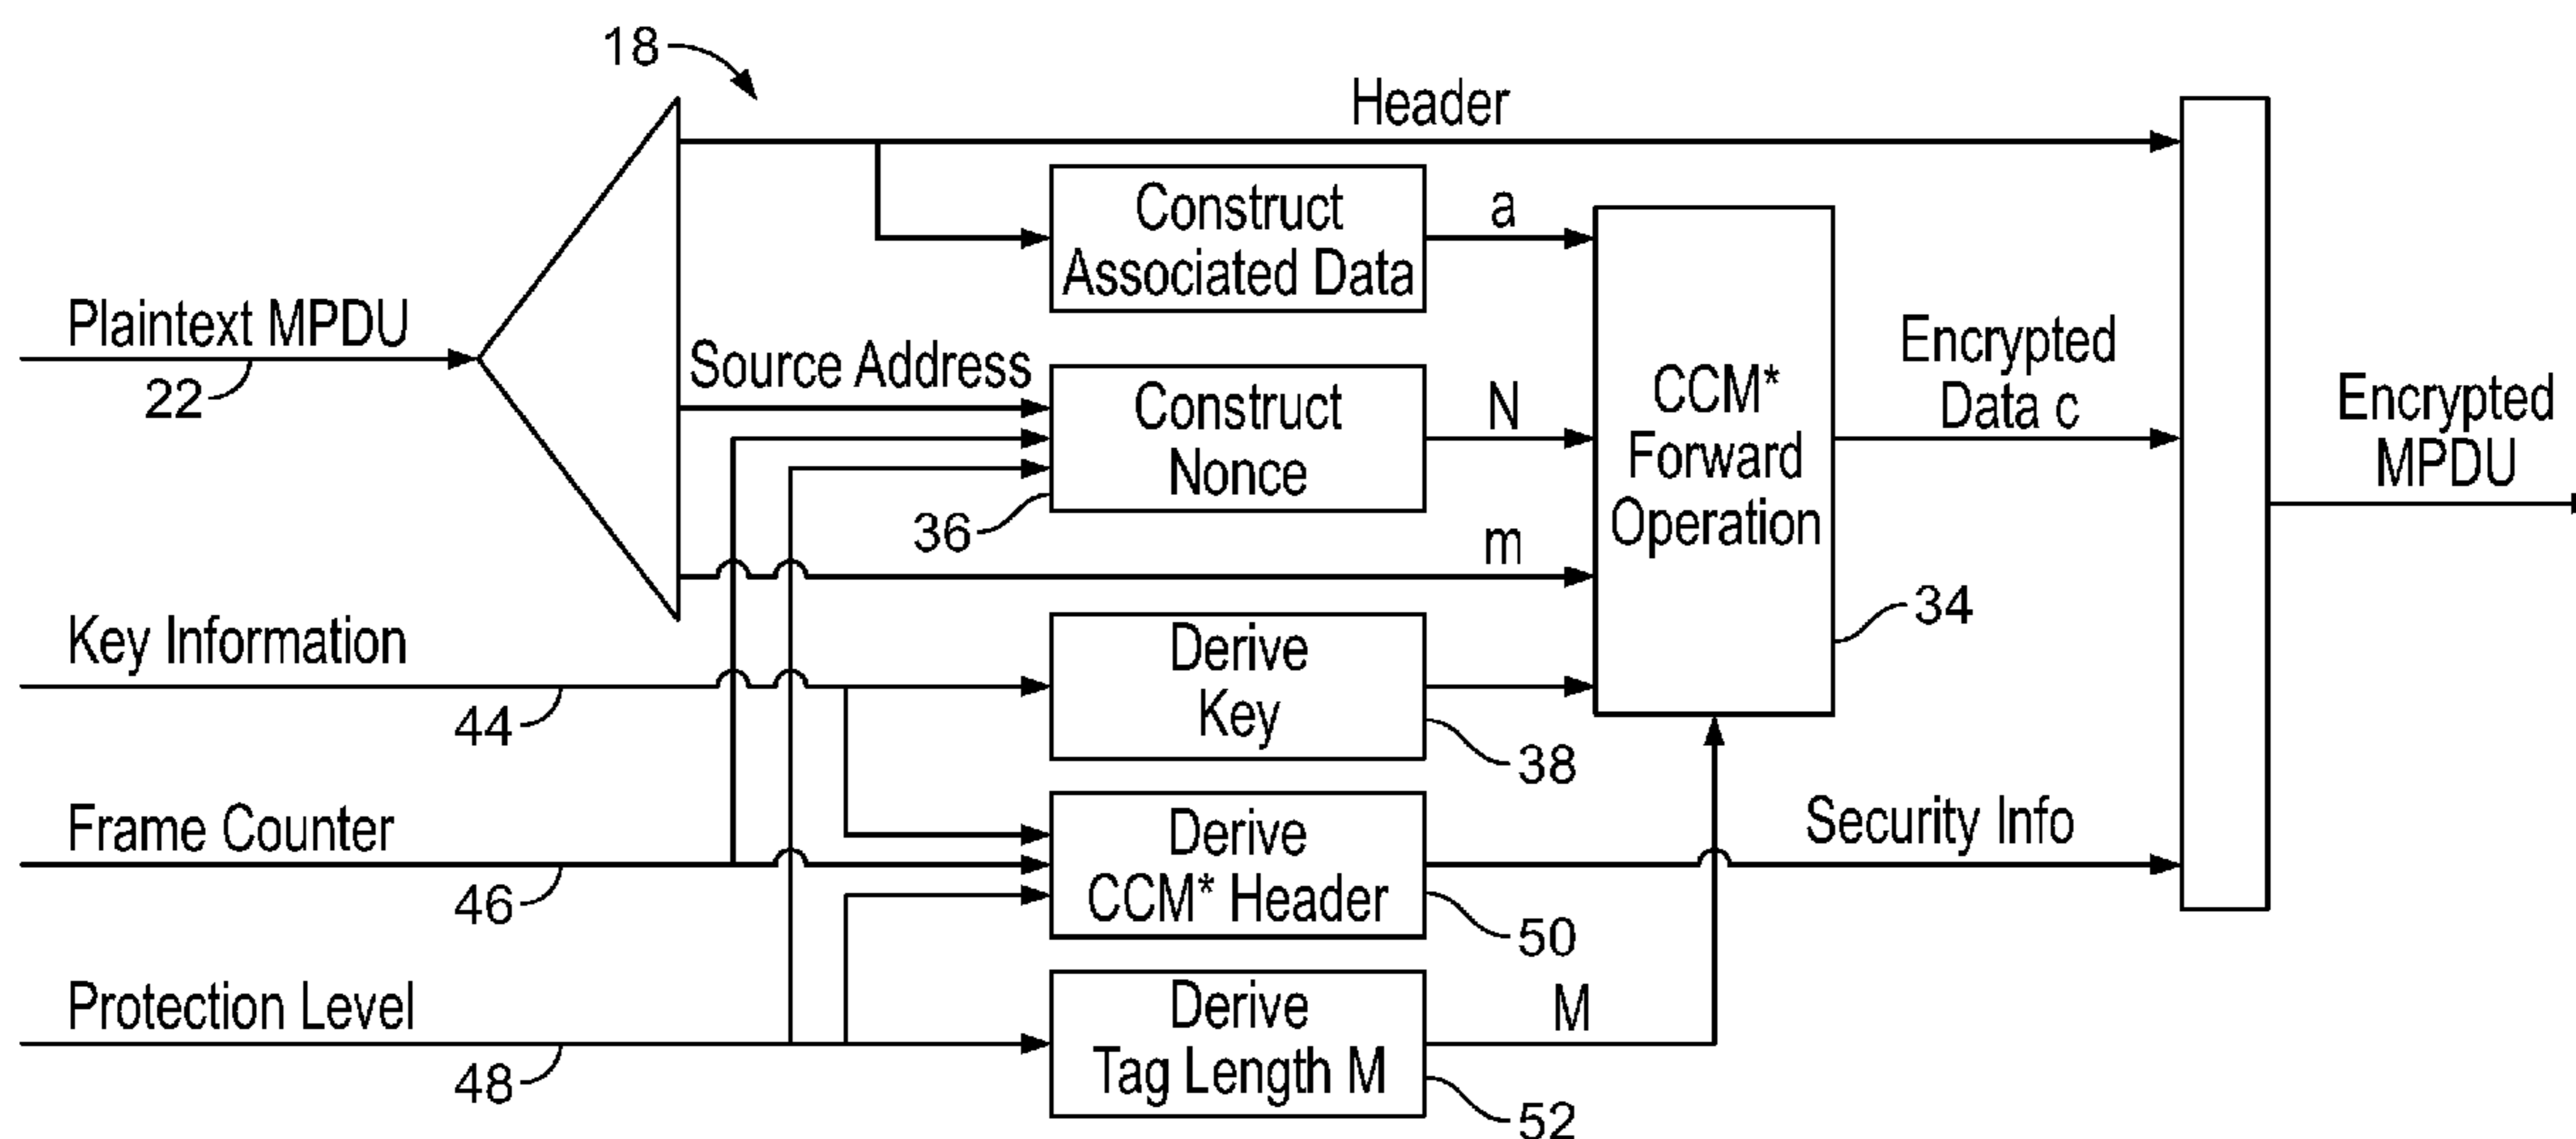 18
Header
Construct
Associated Data
a
Plaintext MPDU
22
Source Address
Construct
Nonce
36
N
m
CCM*
Forward
Operation
34
Encrypted
Data c
Encrypted
MPDU
Key Information
44
Derive
Key
38
Frame Counter
46
Derive
CCM* Header
50
Security Info
Protection Level
48
Derive
Tag Length M
52
M